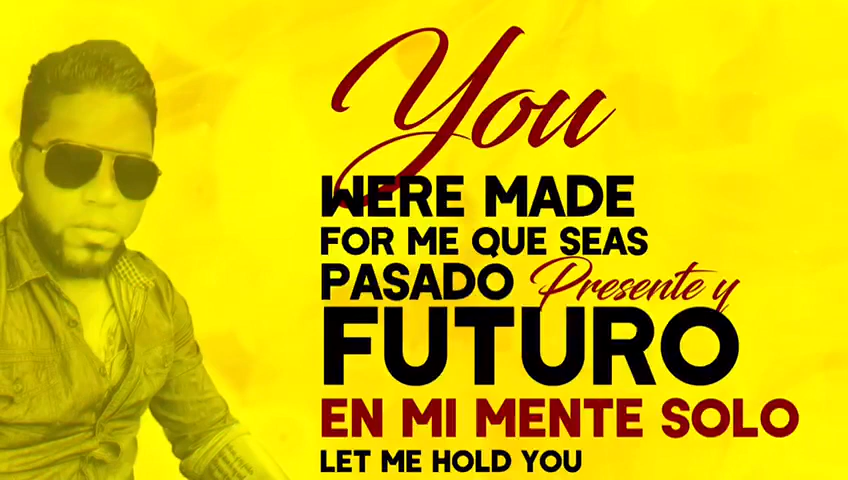 You
WERE MADE
FOR ME QUE SEAS
PASADO Presente y
FUTURO
EN MI MENTE SOLO
LET ME HOLD YOU